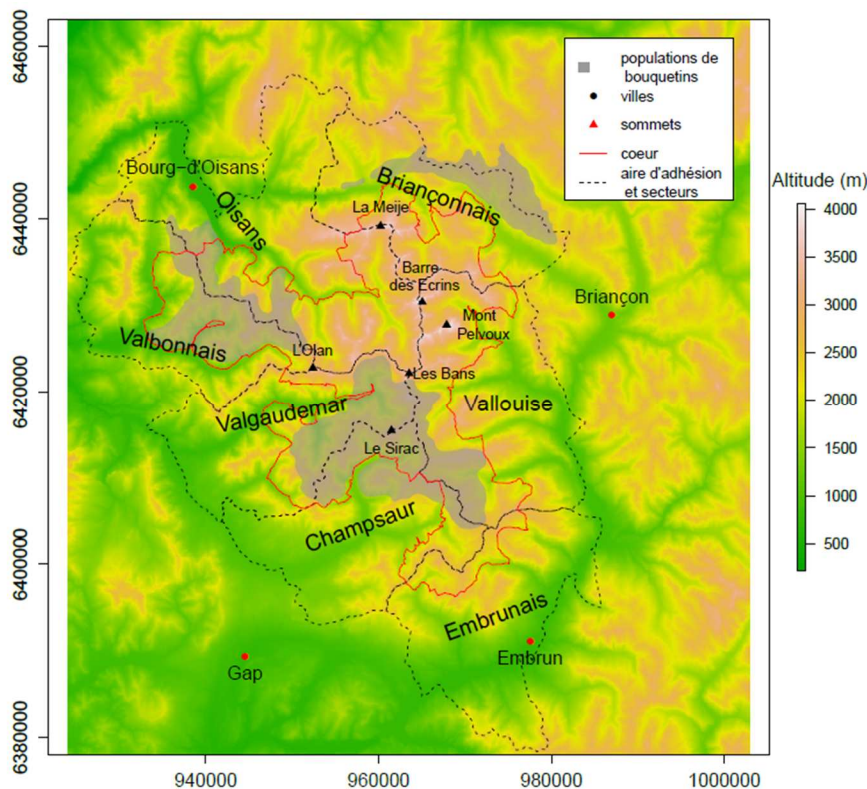 6460000
6440000
6420000
6400000
6380000
940000
960000
980000
1000000
populations de
bouquetins
villes
sommets
coeur
aire d'adhésion
et secteurs
Altitude (m)
4000
3500
3000
2500
2000
1500
1000
500
Bourg-d'Oisans
Oisans
Briançonnais
La Meije
Barre
des Ecrins
Mont
Pelvoux
Briançon
Valbonnais
L'Olan
Les Bans
Valgaudemar
Vallouise
Le Sirac
Champsaur
Embrunais
Embrun
Gap